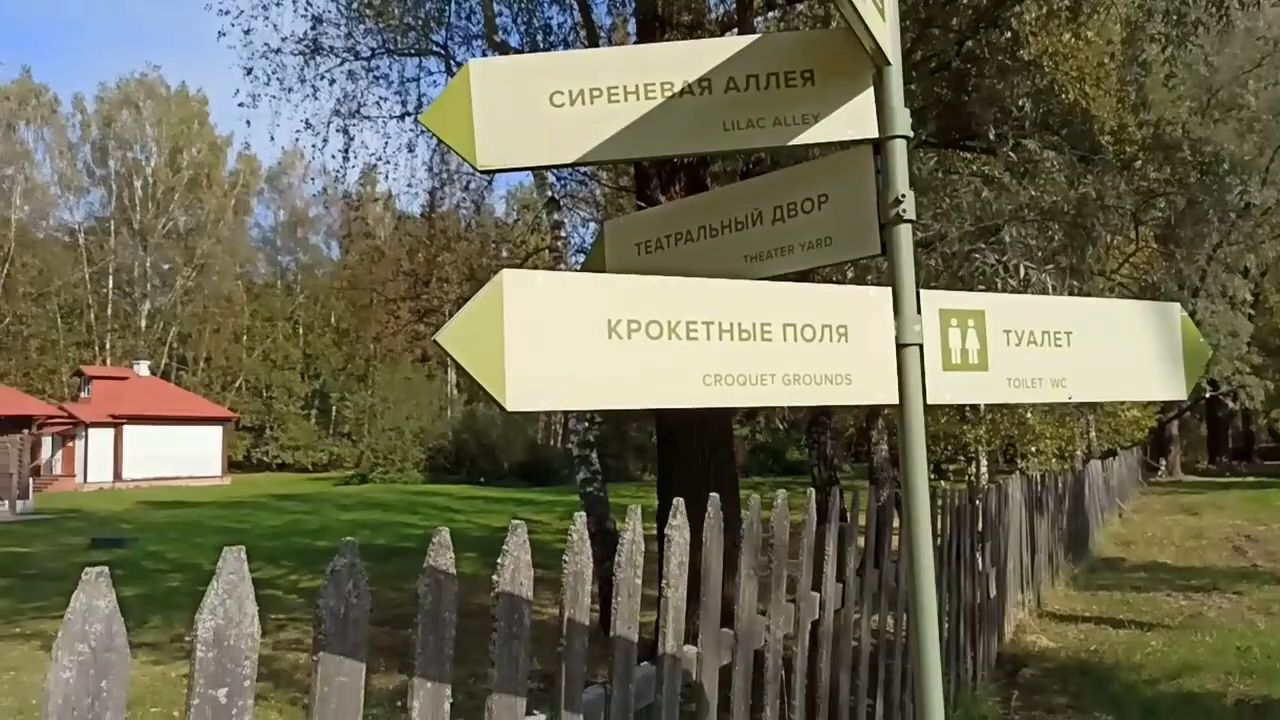 СИРЕНЕВАЯ АЛЛЕЯ
LILAC ALLEY
ТЕАТРАЛЬНЫЙ ДВОР
THEATER YARD
КРОКЕТНЫЕ ПОЛЯ
CROQUET GROUNDS
ТУАЛЕТ
TOILET/WC